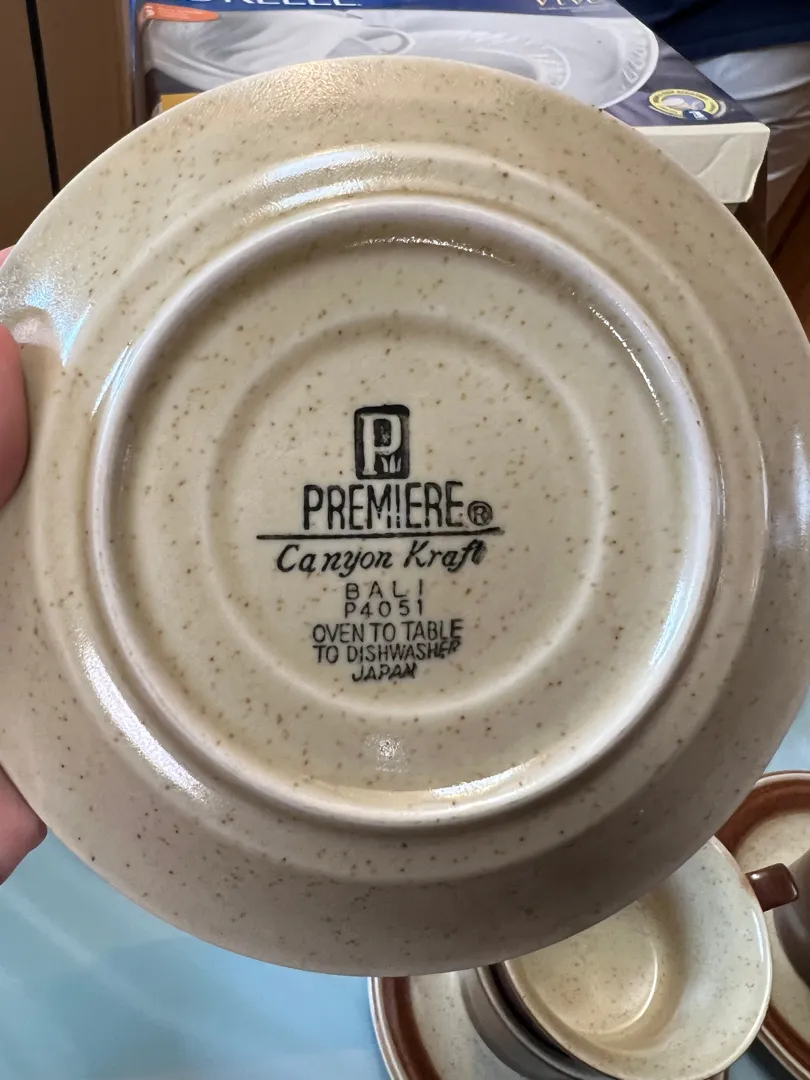 P
PREMIERE®
Canyon Kraft
BALI
P4051
OVEN TO TABLE
TO DISHWASHER
JAPAN